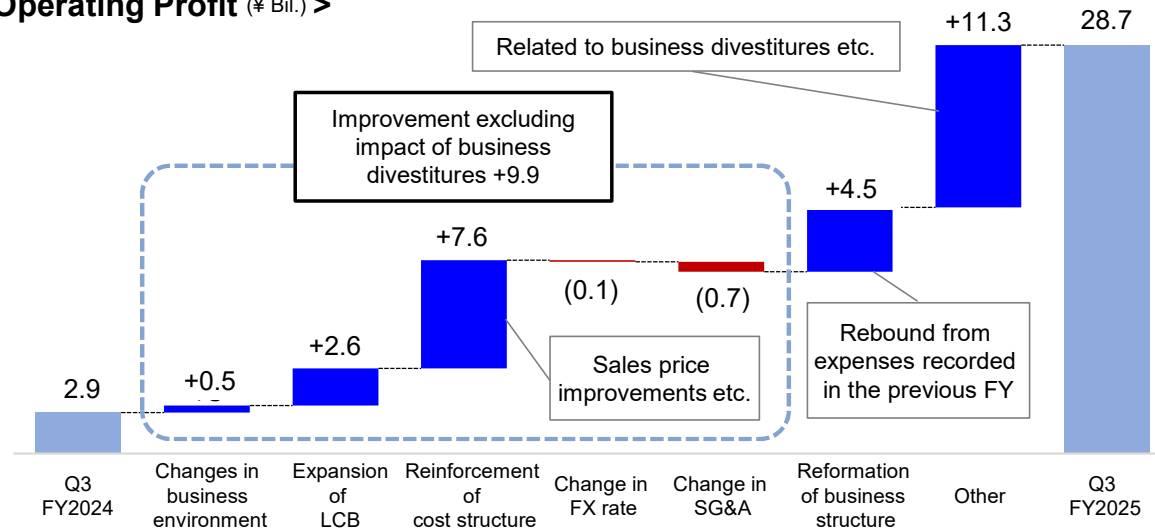 Operating Profit (¥ Bil.) >
+11.3
28.7
Related to business divestitures etc.
Improvement excluding
impact of business
divestitures +9.9
+4.5
+7.6
(0.1)
(0.7)
Rebound from
expenses recorded
in the previous FY
+2.6
Sales price
improvements etc.
2.9
+0.5
Q3
FY2024
Changes in
business
environment
Expansion
of
LCB
Reinforcement
of
cost structure
Change in
FX rate
Change in
SG&A
Reformation
of business
structure
Other
Q3
FY2025